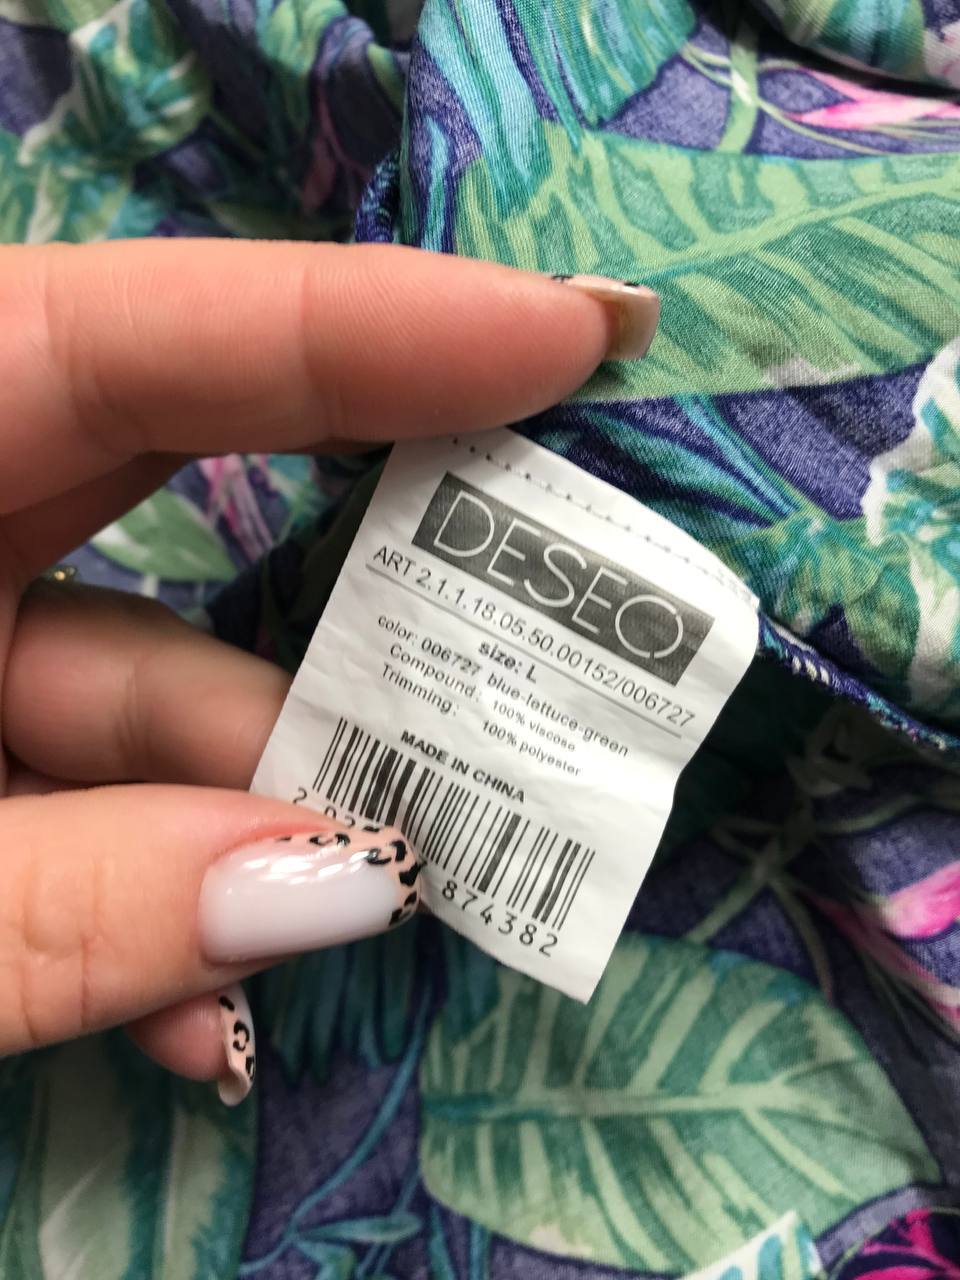 DESEO
ART 2.1.1.18.05.50.00152/006727
size: L
color: 006727 blue-lettuce-green
Compound: 100% viscose
Trimming: 100% polyester
MADE IN CHINA
874382